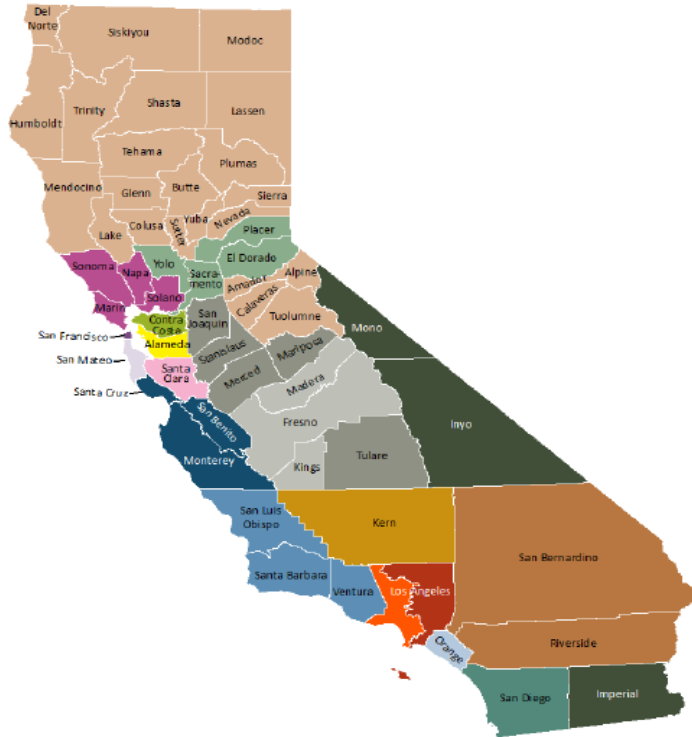 Del
Norte
Siskiyou
Modoc
Humboldt
Trinity
Shasta
Lassen
Tehama
Plumas
Mendocino
Glenn
Butte
Sierra
Lake
Colusa
Sutter
Yuba
Nevada
Placer
El Dorado
Sonoma
Napa
Yolo
Sacra-
mento
Amador
Alpine
Solano
Marin
Calaveras
Contra
Coste
San
Joaquin
Tuolumne
Mono
San Francisco
Alameda
San Mateo
Stanislaus
Mariposa
Santa
Clara
Merced
Madera
Santa Cruz
San Benito
Fresno
Inyo
Monterey
Kings
Tulare
San Luis
Obispo
Kern
San Bernardino
Santa Barbara
Ventura
Los Angeles
Orange
Riverside
San Diego
Imperial